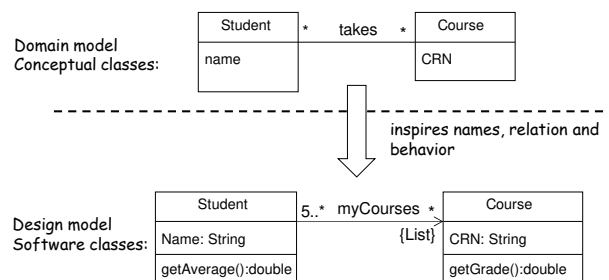 Student * takes * Course
Domain model
Conceptual classes:
name CRN
inspires names, relation and
behavior
Student 5..* myCourses * Course
Design model
Software classes:
{List}
Name: String CRN: String
getAverage():double getGrade():double